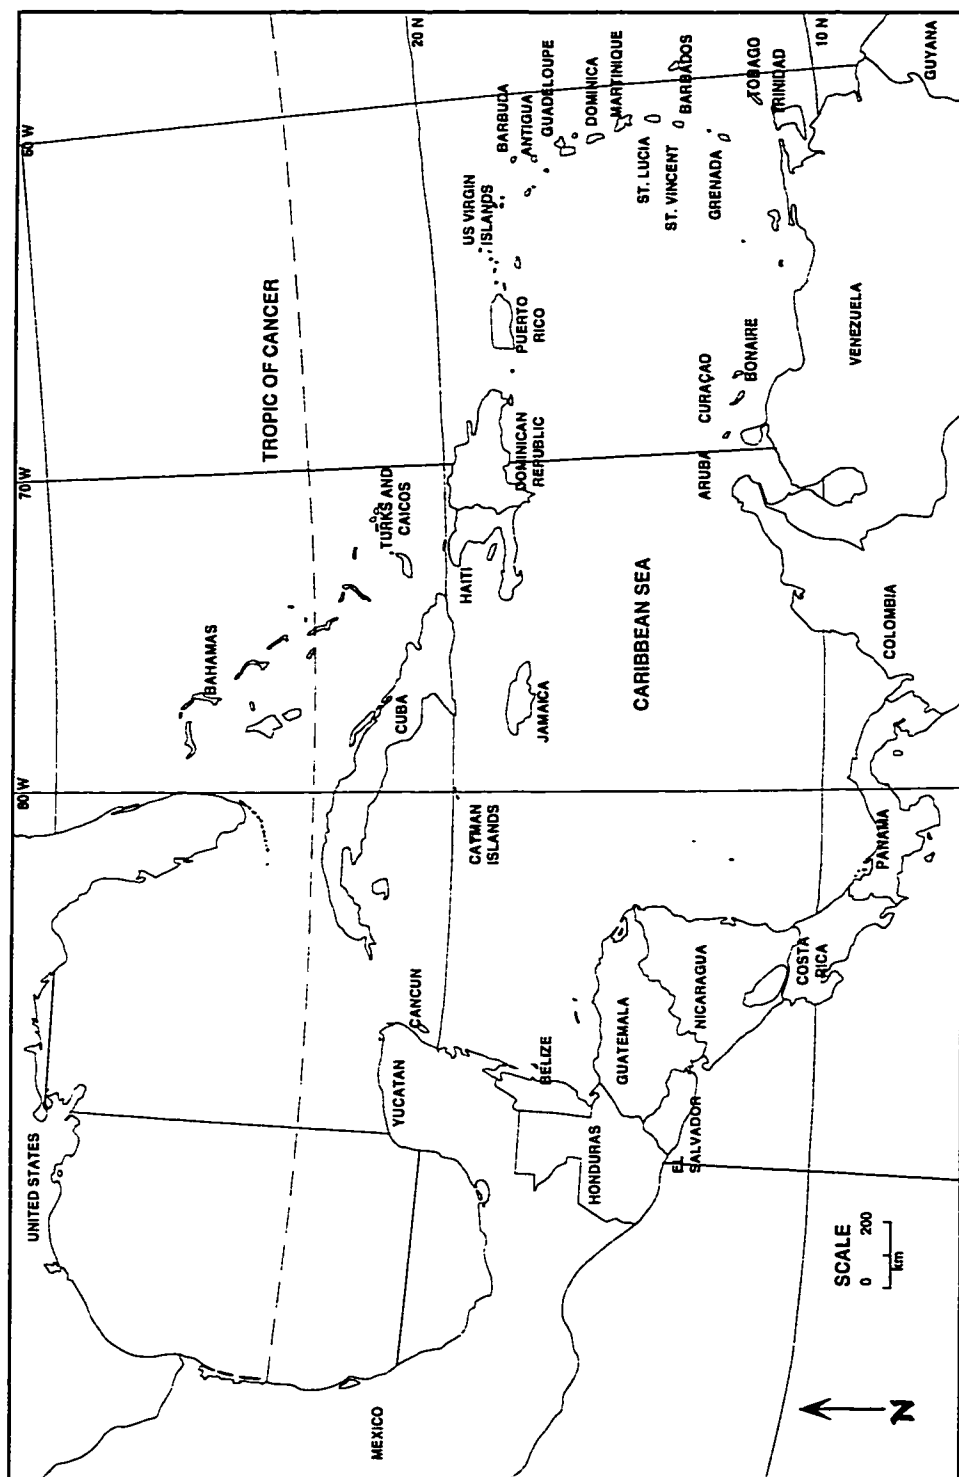 80 W
70 W
60 W
UNITED STATES
BAHAMAS
TROPIC OF CANCER
MEXICO
YUCATAN
CANCUN
CUBA
TURKS AND
CAICOS
20 N
HAITI
CAYMAN
ISLANDS
US VIRGIN
ISLANDS
BARBUDA
ANTIGUA
GUADELOUPE
DOMINICAN
REPUBLIC
PUERTO
RICO
JAMAICA
BELIZE
DOMINICA
MARTINIQUE
HONDURAS
GUATEMALA
CARIBBEAN SEA
ST. LUCIA
ST. VINCENT
BARBADOS
EL
SALVADOR
NICARAGUA
ARUBA
CURAÇAO
BONAIRE
GRENADA
TOBAGO
TRINIDAD
COSTA
RICA
10 N
SCALE
0 200
km
PANAMA
COLOMBIA
VENEZUELA
GUYANA
N